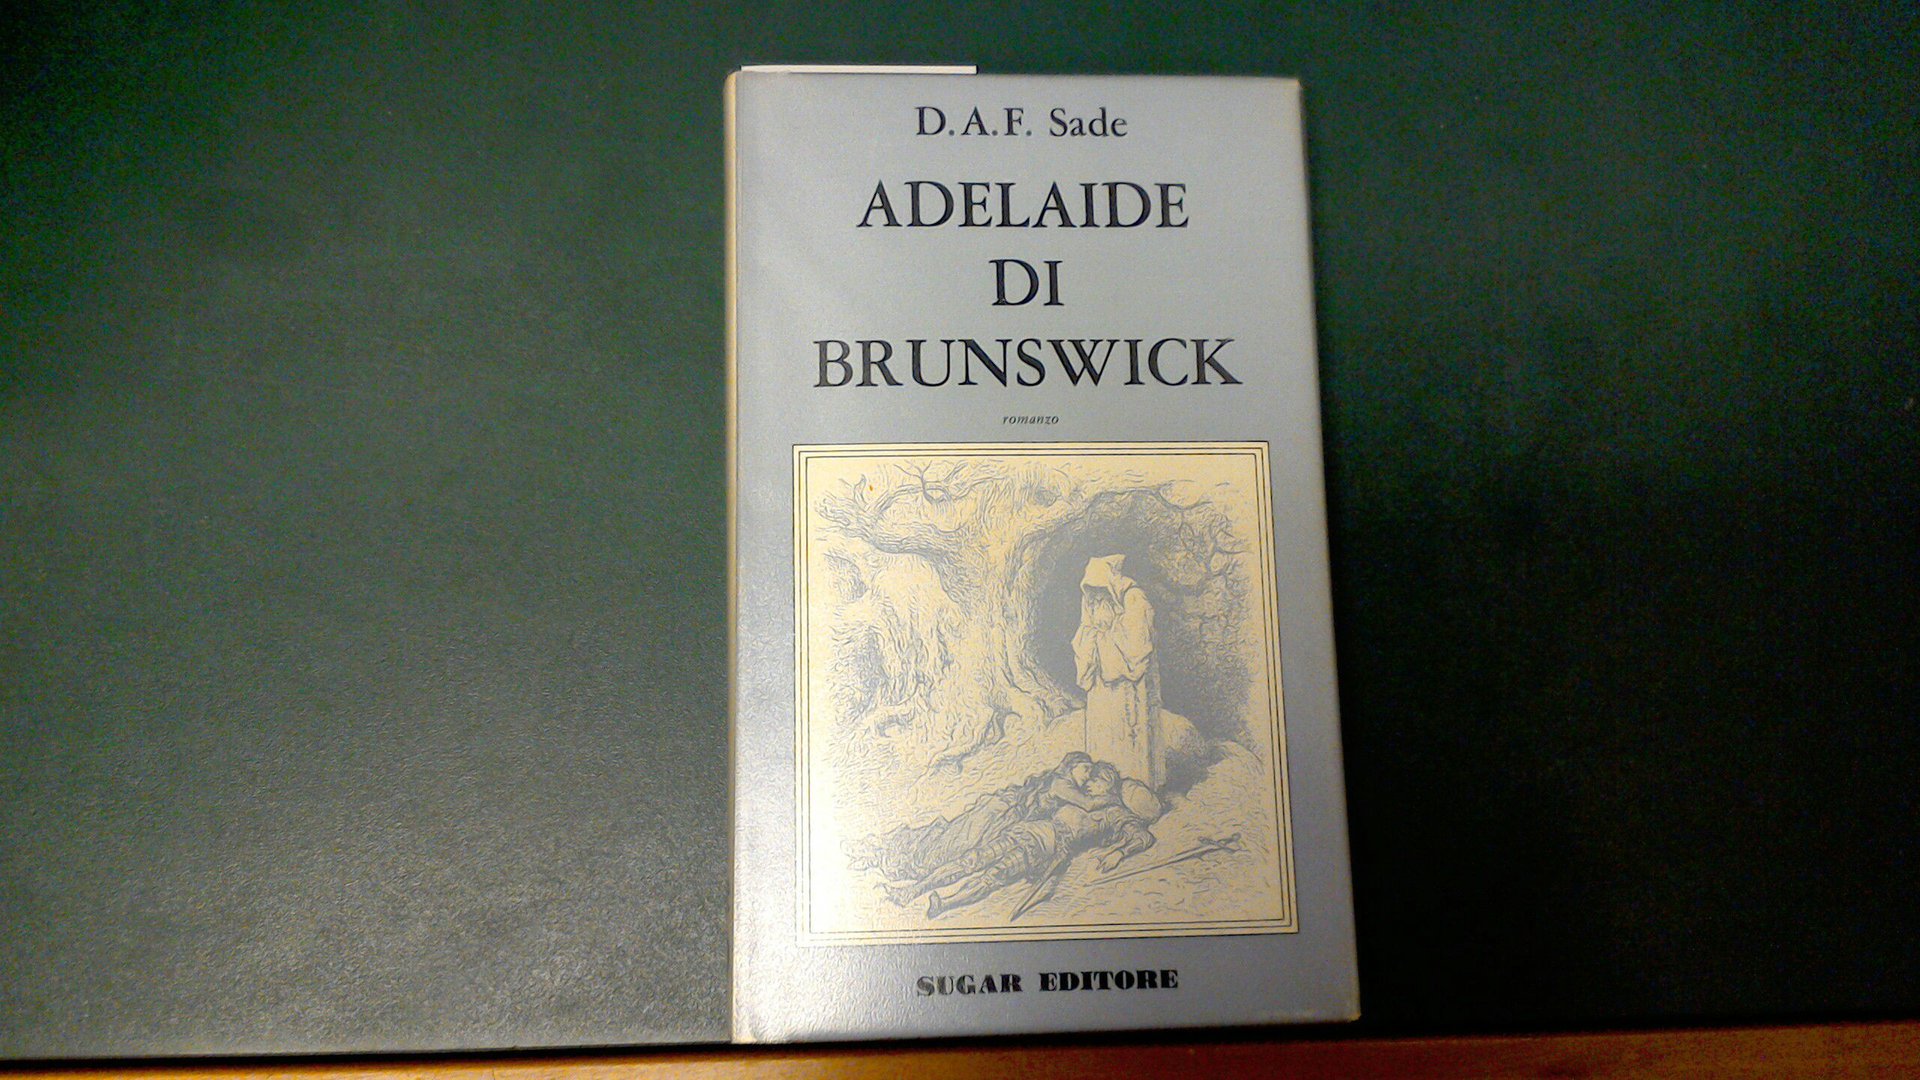 D.A.F. Sade
ADELAIDE
DI
BRUNSWICK
romanzo
SUGAR EDITORE